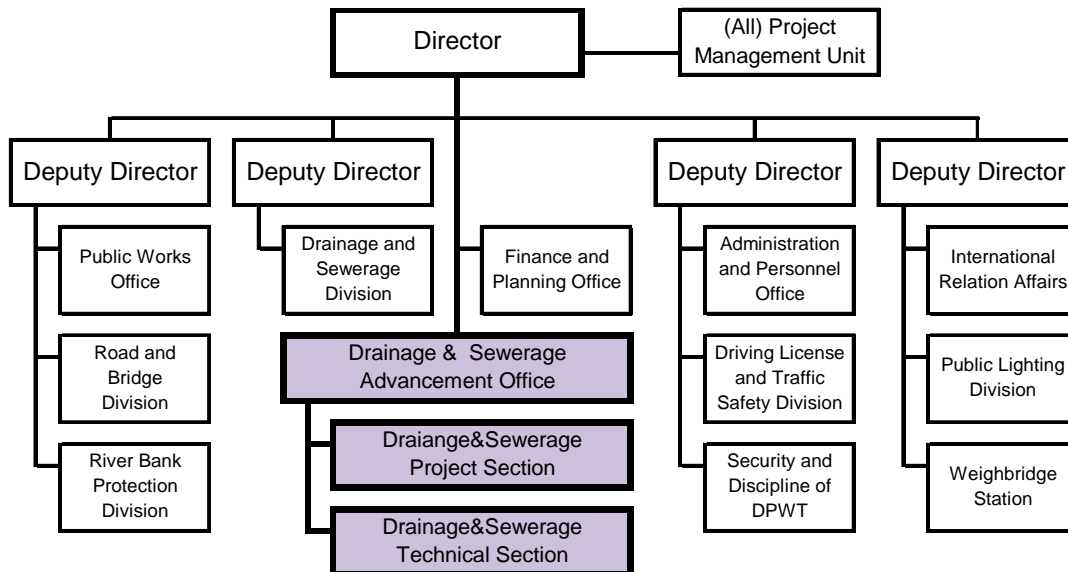 Director
(All) Project
Management Unit
Deputy Director
Deputy Director
Deputy Director
Deputy Director
Public Works
Office
Drainage and
Sewerage
Division
Finance and
Planning Office
Administration
and Personnel
Office
International
Relation Affairs
Road and
Bridge
Division
Drainage & Sewerage
Advancement Office
Driving License
and Traffic
Safety Division
Public Lighting
Division
River Bank
Protection
Division
Draiange&Sewerage
Project Section
Security and
Discipline of
DPWT
Weighbridge
Station
Drainage&Sewerage
Technical Section